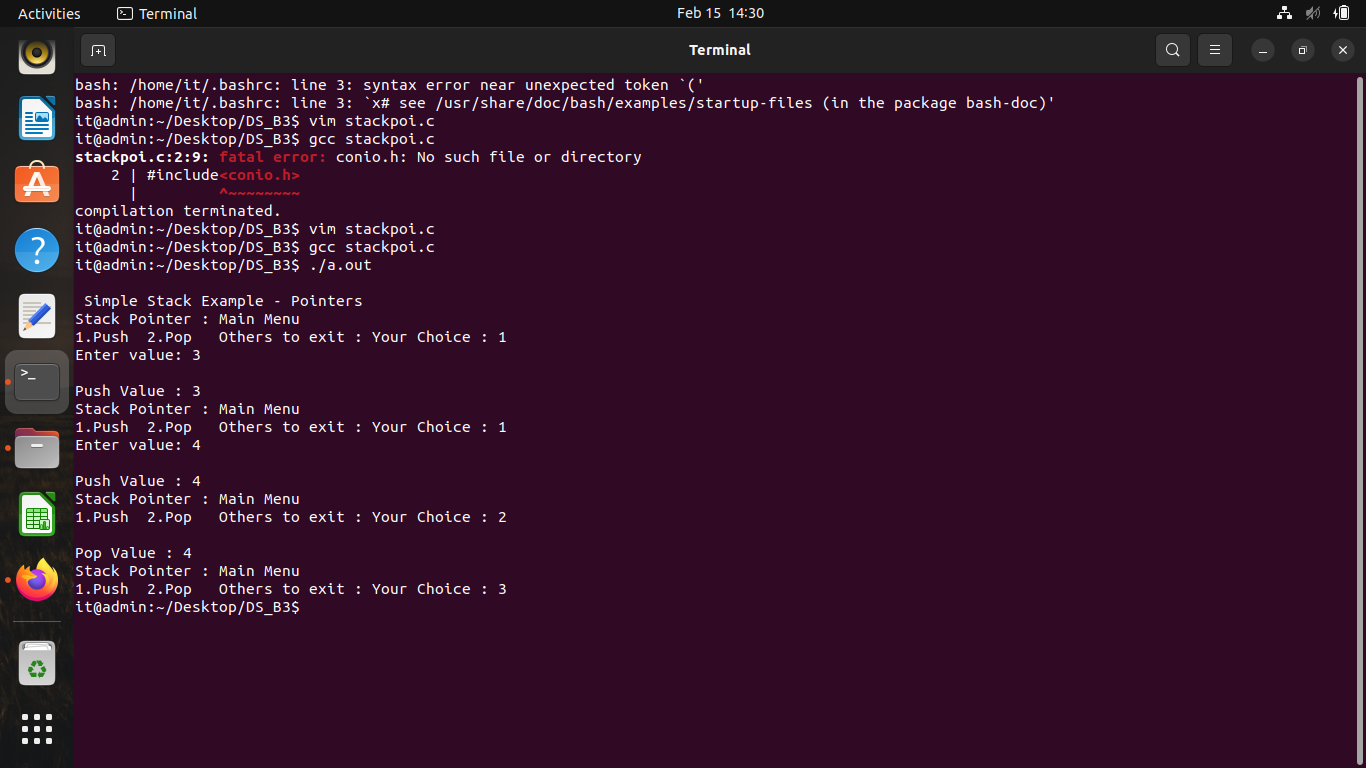 Activities Terminal Feb 15 14:30
Terminal
bash: /home/it/.bashrc: line 3: syntax error near unexpected token `('
bash: /home/it/.bashrc: line 3: `x# see /usr/share/doc/bash/examples/startup-files (in the package bash-doc)'
it@admin:~/Desktop/DS_B3$ vim stackpoi.c
it@admin:~/Desktop/DS_B3$ gcc stackpoi.c
stackpoi.c:2:9: fatal error: conio.h: No such file or directory
    2 | #include<conio.h>
      |         ^~~~~~~~~
compilation terminated.
it@admin:~/Desktop/DS_B3$ vim stackpoi.c
it@admin:~/Desktop/DS_B3$ gcc stackpoi.c
it@admin:~/Desktop/DS_B3$ ./a.out
 Simple Stack Example - Pointers
Stack Pointer : Main Menu
1.Push  2.Pop   Others to exit : Your Choice : 1
Enter value: 3
Push Value : 3
Stack Pointer : Main Menu
1.Push  2.Pop   Others to exit : Your Choice : 1
Enter value: 4
Push Value : 4
Stack Pointer : Main Menu
1.Push  2.Pop   Others to exit : Your Choice : 2
Pop Value : 4
Stack Pointer : Main Menu
1.Push  2.Pop   Others to exit : Your Choice : 3
it@admin:~/Desktop/DS_B3$